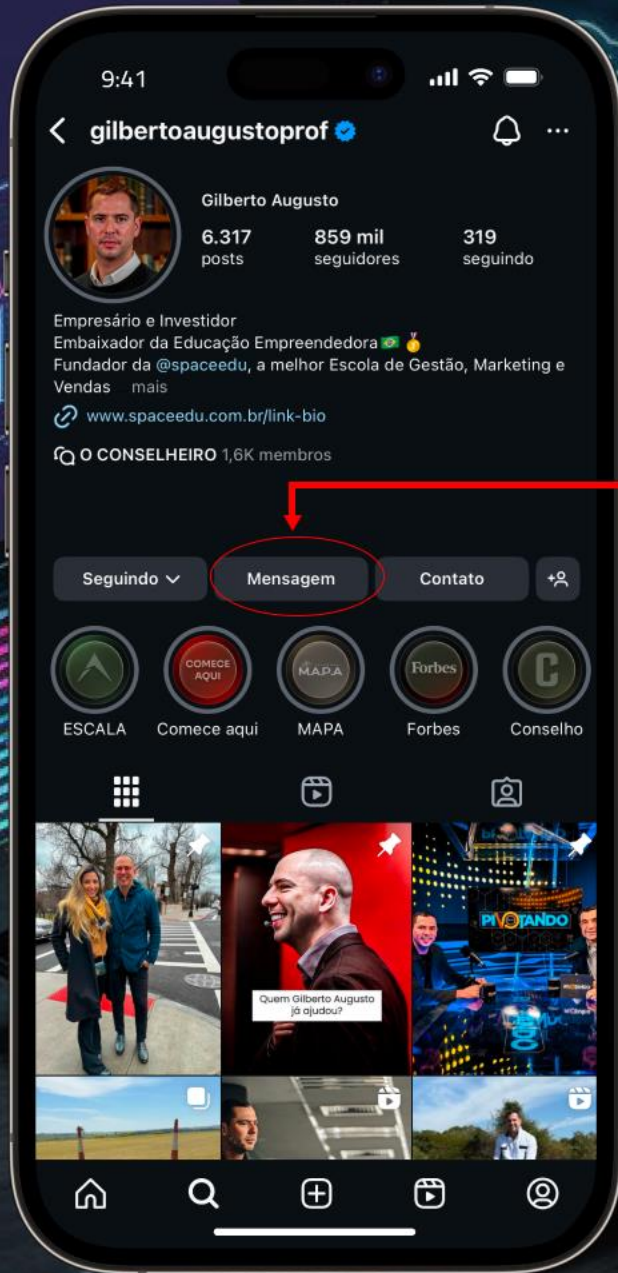 9:41
gilbertoaugustoprof
Gilberto Augusto
6.317 859 mil 319
posts seguidores seguindo
Empresário e Investidor
Embaixador da Educação Empreendedora🇧🇷🥇
Fundador da @spaceedu, a melhor Escola de Gestão, Marketing e
Vendas mais
www.spaceedu.com.br/link-bio
O CONSELHEIRO 1,6K membros
Seguindo Mensagem Contato
COMECE
AQUI
M.A.P.A
Forbes
C
ESCALA Comece aqui MAPA Forbes Conselho
PIVOTANDO
Quem Gilberto Augusto
já ajudou?